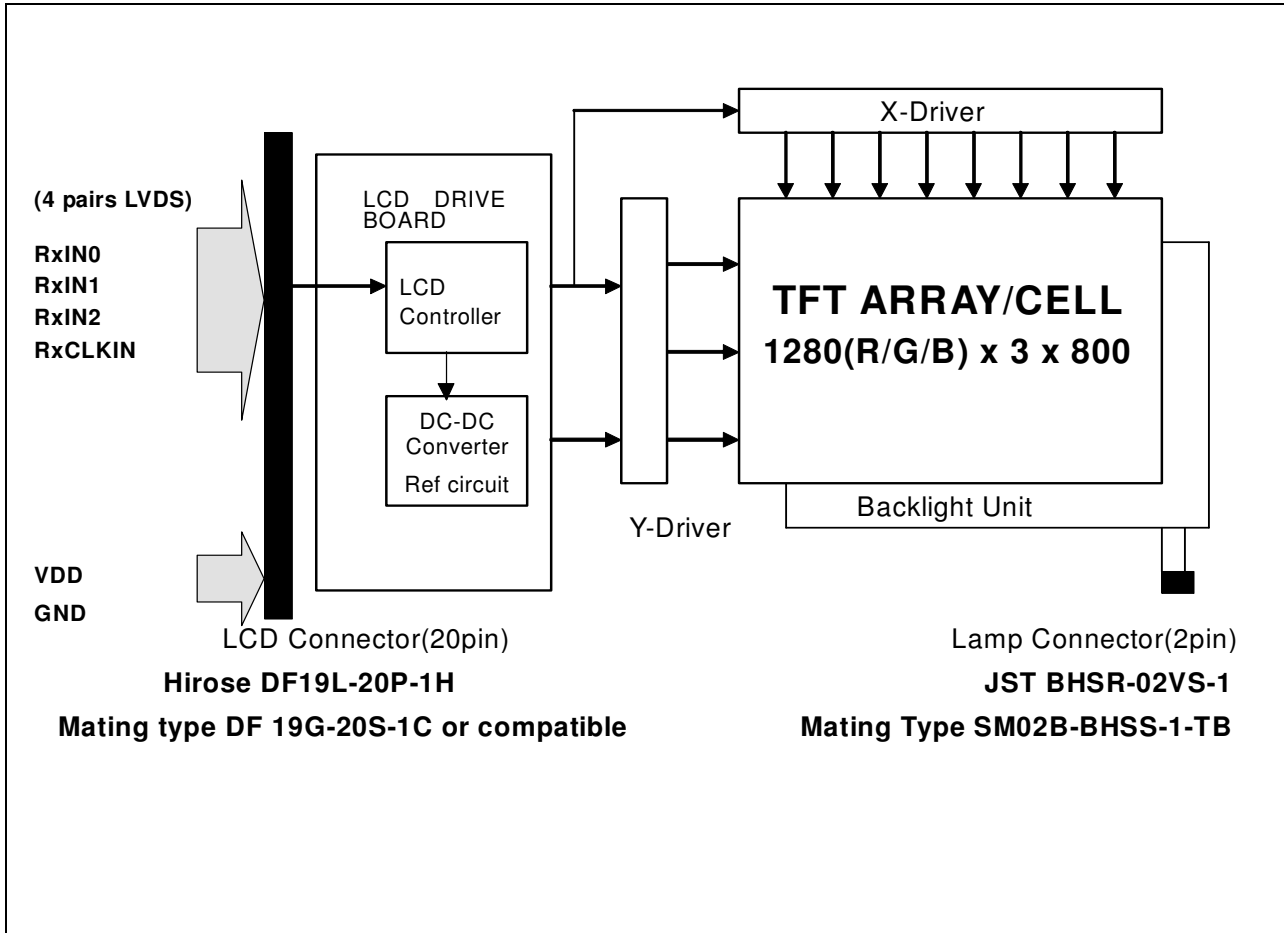 X-Driver
(4 pairs LVDS)
RxIN0
RxIN1
RxIN2
RxCLKIN
LCD DRIVE
BOARD
LCD
Controller
DC-DC
Converter
Ref circuit
TFT ARRAY/CELL
1280(R/G/B) x 3 x 800
Y-Driver
Backlight Unit
VDD
GND
LCD Connector(20pin)
Hirose DF19L-20P-1H
Mating type DF 19G-20S-1C or compatible
Lamp Connector(2pin)
JST BHSR-02VS-1
Mating Type SM02B-BHSS-1-TB